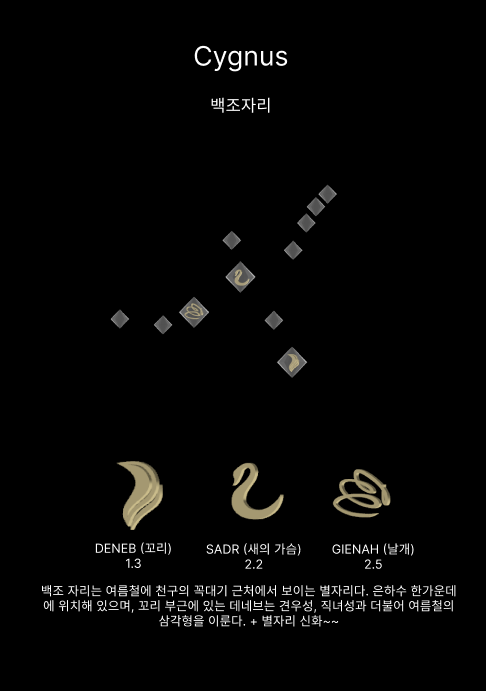 Cygnus
백조자리
DENEB (꼬리)
1.3
SADR (새의 가슴)
2.2
GIENAH (날개)
2.5
백조 자리는 여름철에 천구의 꼭대기 근처에서 보이는 별자리다. 은하수 한가운데
에 위치해 있으며, 꼬리 부근에 있는 데네브는 견우성, 직녀성과 더불어 여름철의
삼각형을 이룬다. + 별자리 신화~~